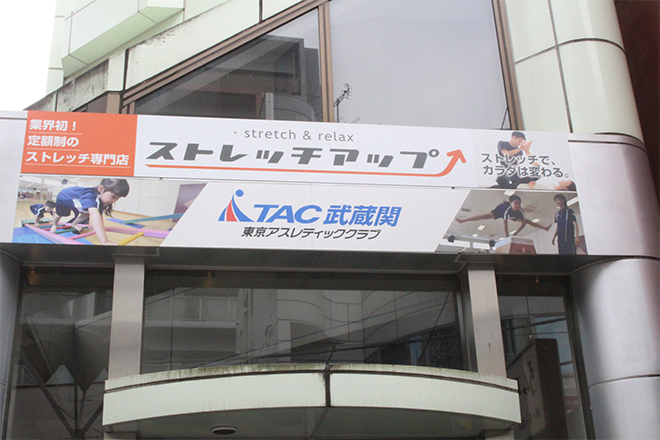 業界初！
定額制の
ストレッチ専門店
stretch & relax
ストレッチアップ
ストレッチで、
カラダは変わる。
TAC武蔵関
東京アスレティッククラブ